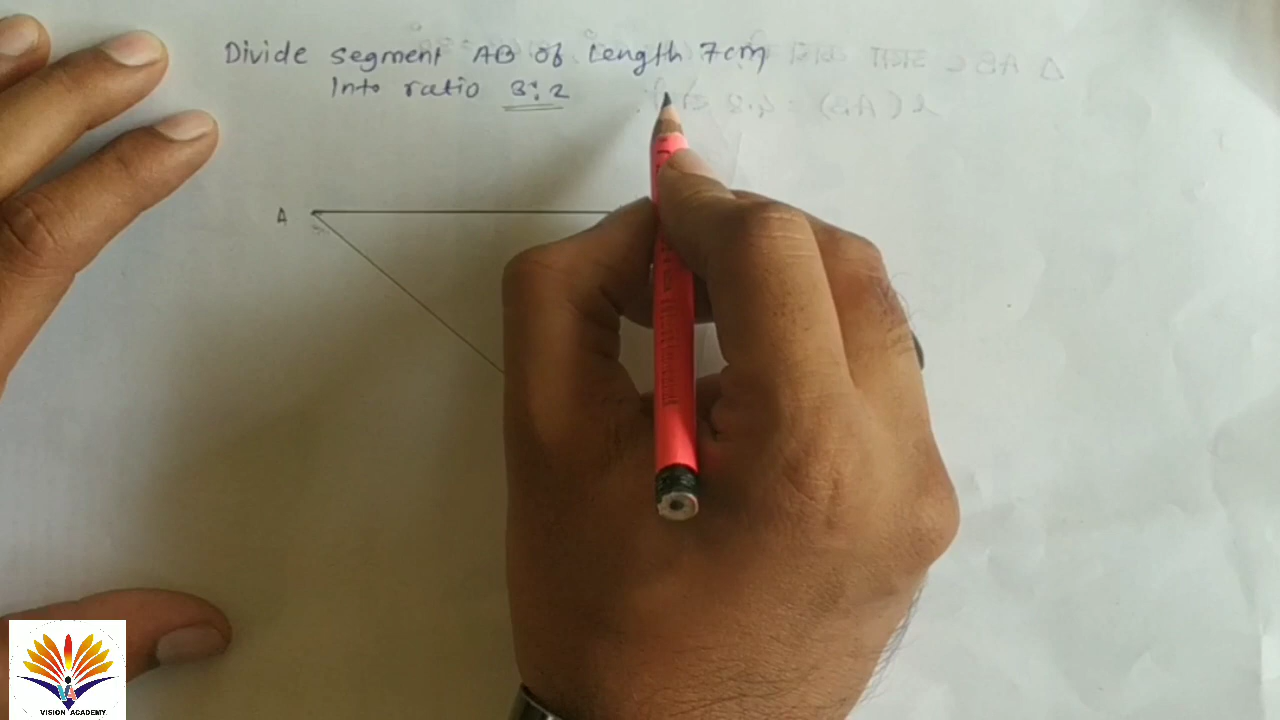 Divide segment AB of Length 7cm
Into ratio 3:2
A
VISION ACADEMY